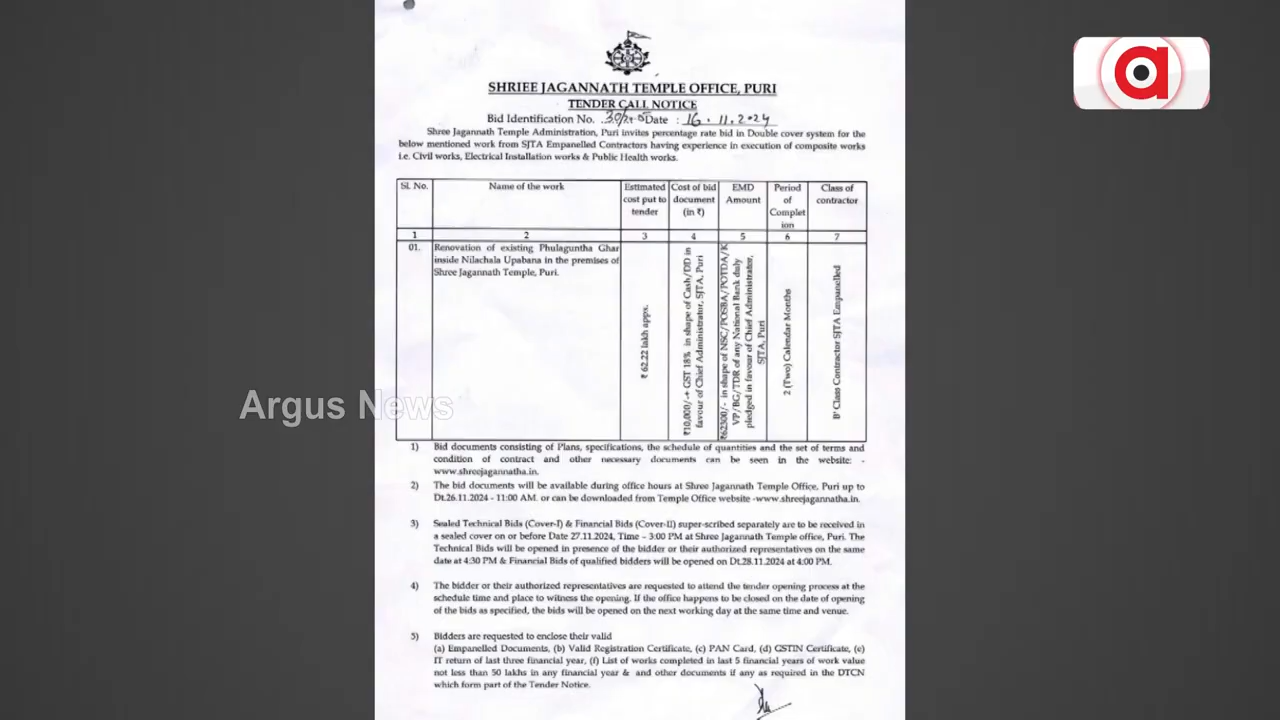 a
SHRIEE JAGANNATH TEMPLE OFFICE, PURI
TENDER CALL NOTICE
Bid Identification No. Date : 16.11.2024
Shree Jagannath Temple Administration, Puri invites percentage rate bid in Double cover system for the
below mentioned work from SJTA Empanelled Contractors having experience in execution of composite works
i.e. Civil works, Electrical Installation works & Public Health works.
Sl. No. Name of the work Estimated cost put to tender Cost of bid document (in ₹) EMD Amount Period of Completion Class of contractor
1 2 3 4 5 6 7
01. Renovation of existing Phulaguntha Ghar
inside Nilachala Upabana in the premises of
Shree Jagannath Temple, Puri.
₹ 62.22 lakh apps.
₹10,000/-+ GST 18% in shape of Cash/DD in
favour of Chief Administrator, SJTA, Puri
₹62300/- in shape of NSC/POSBA/POTDA/K
VP/BG/TDR of any National Bank duly
pledged in favour of Chief Administrator,
SJTA, Puri
2 (Two) Calendar Months
B' Class Contractor SJTA Empanelled
Argus News
1) Bid documents consisting of Plans, specifications, the schedule of quantities and the set of terms and
condition of contract and other necessary documents can be seen in the website: -
www.shreejagannatha.in.
2) The bid documents will be available during office hours at Shree Jagannath Temple Office, Puri up to
Dt.26.11.2024 - 11:00 AM. or can be downloaded from Temple Office website -www.shreejagannatha.in.
3) Sealed Technical Bids (Cover-I) & Financial Bids (Cover-II) super-scribed separately are to be received in
a sealed cover on or before Date 27.11.2024, Time – 3:00 PM at Shree Jagannath Temple office, Puri. The
Technical Bids will be opened in presence of the bidder or their authorized representatives on the same
date at 4:30 PM & Financial Bids of qualified bidders will be opened on Dt.28.11.2024 at 4:00 PM.
4) The bidder or their authorized representatives are requested to attend the tender opening process at the
schedule time and place to witness the opening. If the office happens to be closed on the date of opening
of the bids as specified, the bids will be opened on the next working day at the same time and venue.
5) Bidders are requested to enclose their valid
(a) Empanelled Documents, (b) Valid Registration Certificate, (c) PAN Card, (d) GSTIN Certificate, (e)
IT return of last three financial year, (f) List of works completed in last 5 financial years of work value
not less than 50 lakhs in any financial year & and other documents if any as required in the DTCN
which form part of the Tender Notice.